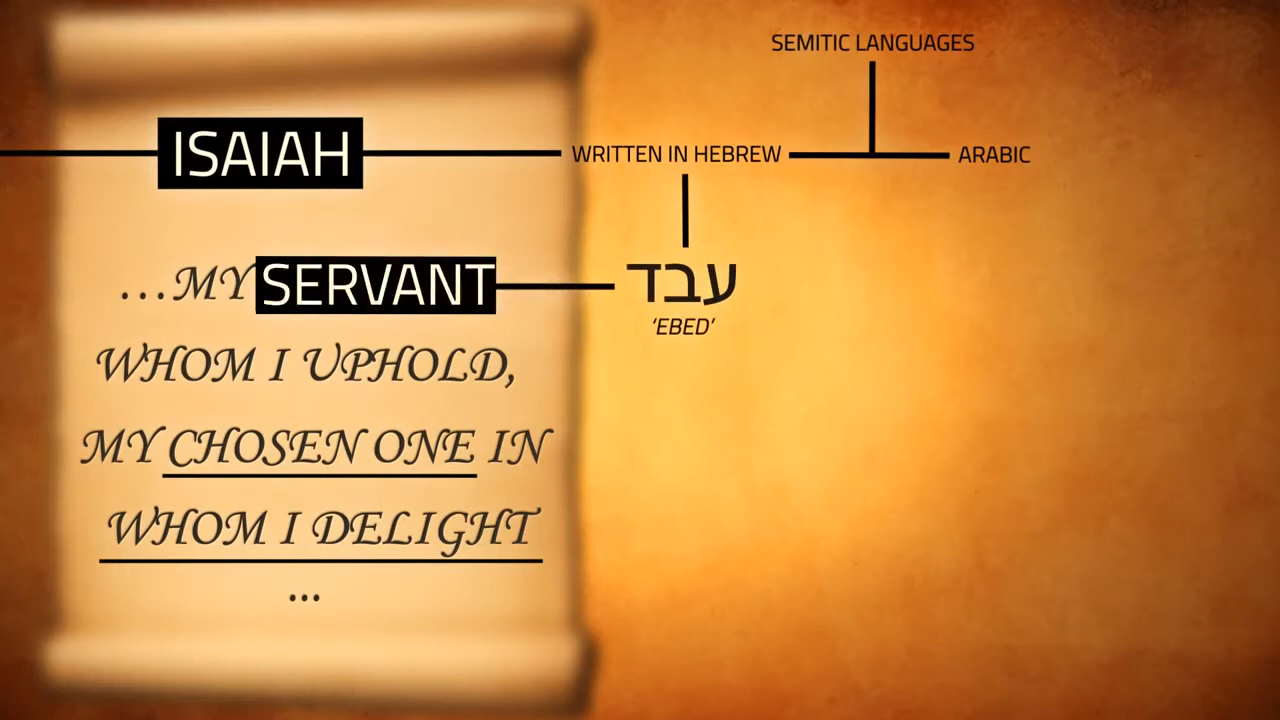 SEMITIC LANGUAGES
ISAIAH WRITTEN IN HEBREW ARABIC
...MY SERVANT עבד
'EBED'
WHOM I UPHOLD,
MY CHOSEN ONE IN
WHOM I DELIGHT
...